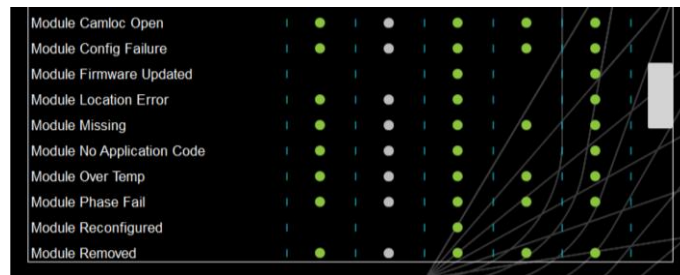 Module Camloc Open
Module Config Failure
Module Firmware Updated
Module Location Error
Module Missing
Module No Application Code
Module Over Temp
Module Phase Fail
Module Reconfigured
Module Removed